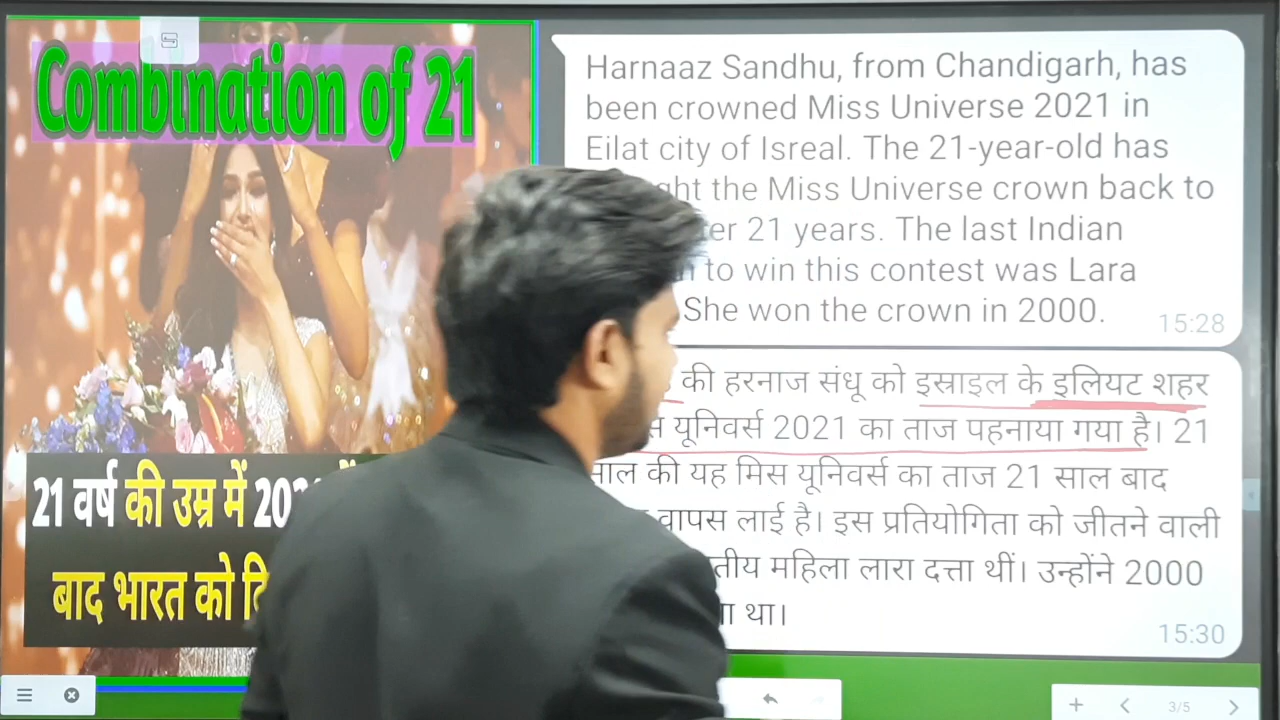 Combination of 21
21 वर्ष की उम्र में
बाद भारत को
Harnaaz Sandhu, from Chandigarh, has
been crowned Miss Universe 2021 in
Eilat city of Isreal. The 21-year-old has
the Miss Universe crown back to
21 years. The last Indian
to win this contest was Lara
She won the crown in 2000.
15:28
की हरनाज संधू को इस्राइल के इलियट शहर
यूनिवर्स 2021 का ताज पहनाया गया है। 21
साल की यह मिस यूनिवर्स का ताज 21 साल बाद
वापस लाई है। इस प्रतियोगिता को जीतने वाली
महिला लारा दत्ता थीं। उन्होंने 2000
था।
15:30
3/5